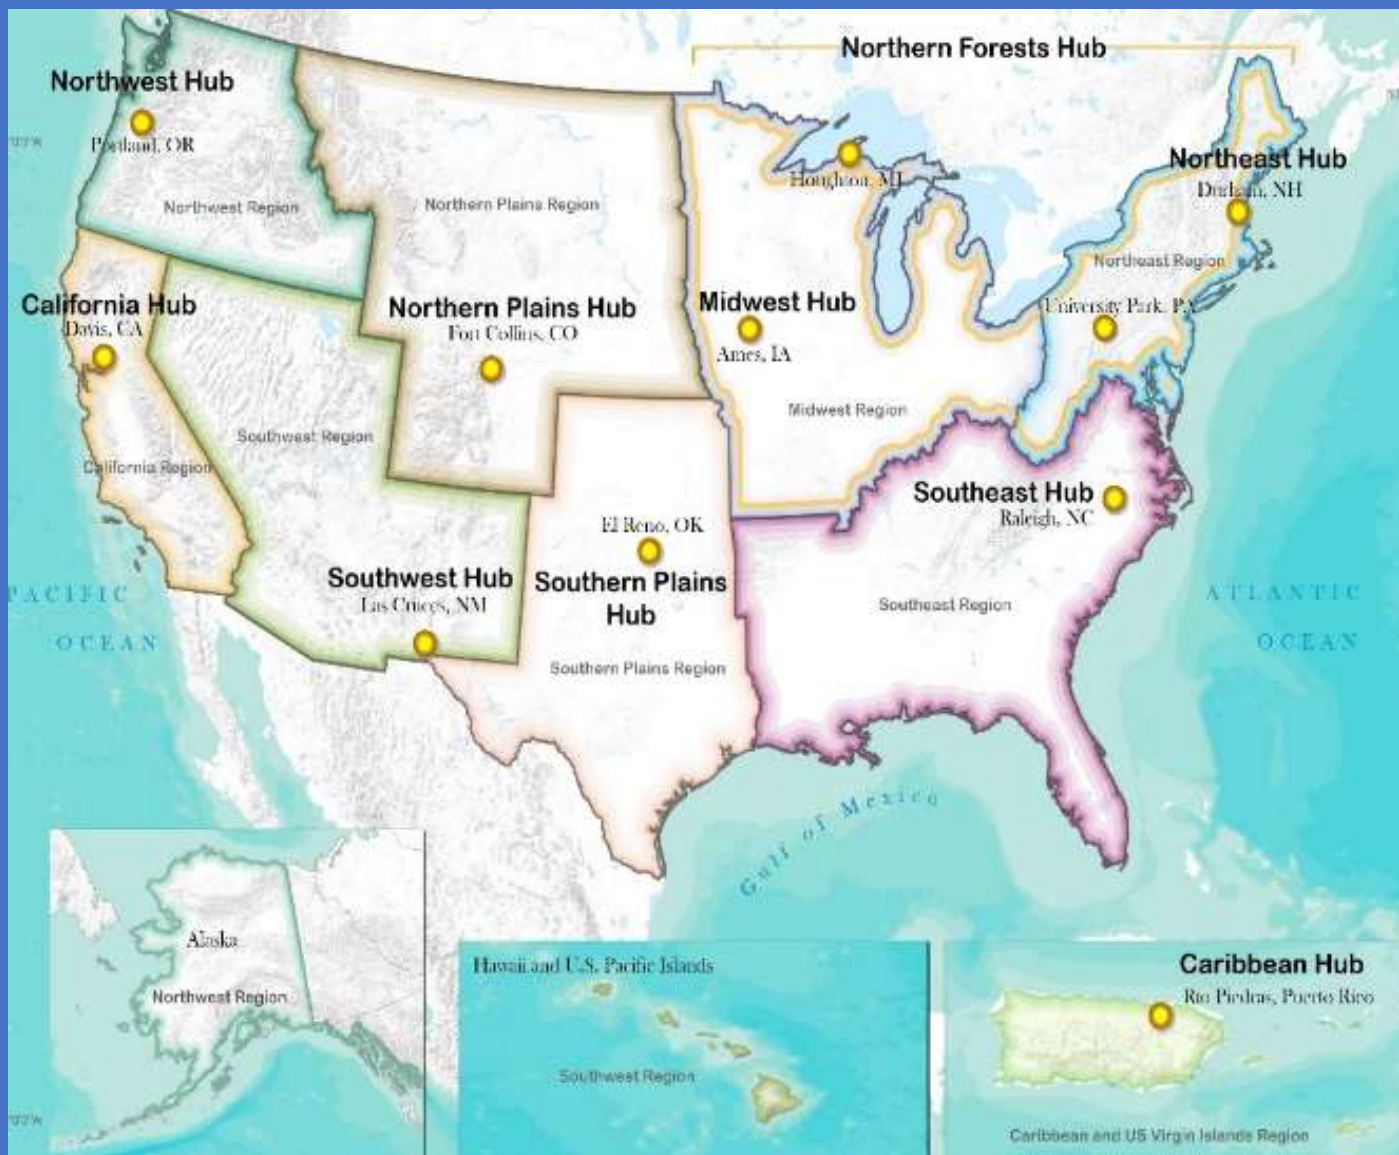 Northern Forests Hub
Northwest Hub
Portland, OR
Northwest Region
Northern Plains Region
Houghton, MI
Northeast Hub
Durham, NH
Northeast Region
California Hub
Davis, CA
Northern Plains Hub
Fort Collins, CO
Midwest Hub
Ames, IA
University Park, PA
Midwest Region
Southwest Region
California Region
Southeast Hub
Raleigh, NC
El Reno, OK
Southwest Hub
Las Cruces, NM
Southern Plains
Hub
Southeast Region
Southern Plains Region
PACIFIC
OCEAN
ATLANTIC
OCEAN
Gulf of Mexico
Alaska
Northwest Region
Hawaii and U.S. Pacific Islands
Southwest Region
Caribbean Hub
Rio Piedras, Puerto Rico
Caribbean and US Virgin Islands Region